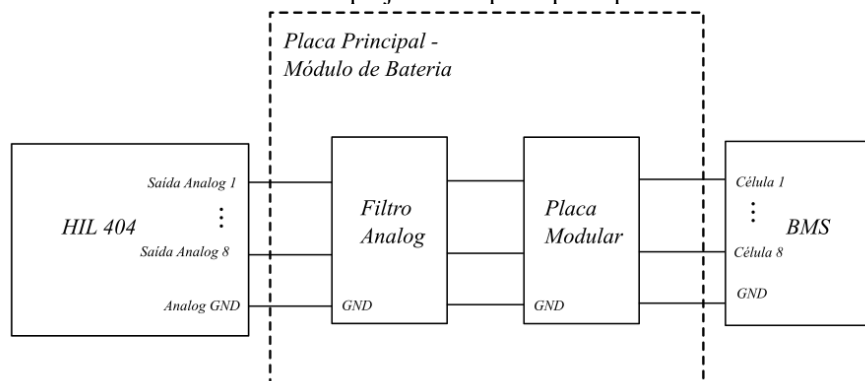 Placa Principal -
Módulo de Bateria
Saída Analog 1
⋮
HIL 404
Saída Analog 8
Analog GND
Filtro
Analog
GND
Placa
Modular
GND
Célula 1
⋮
BMS
Célula 8
GND